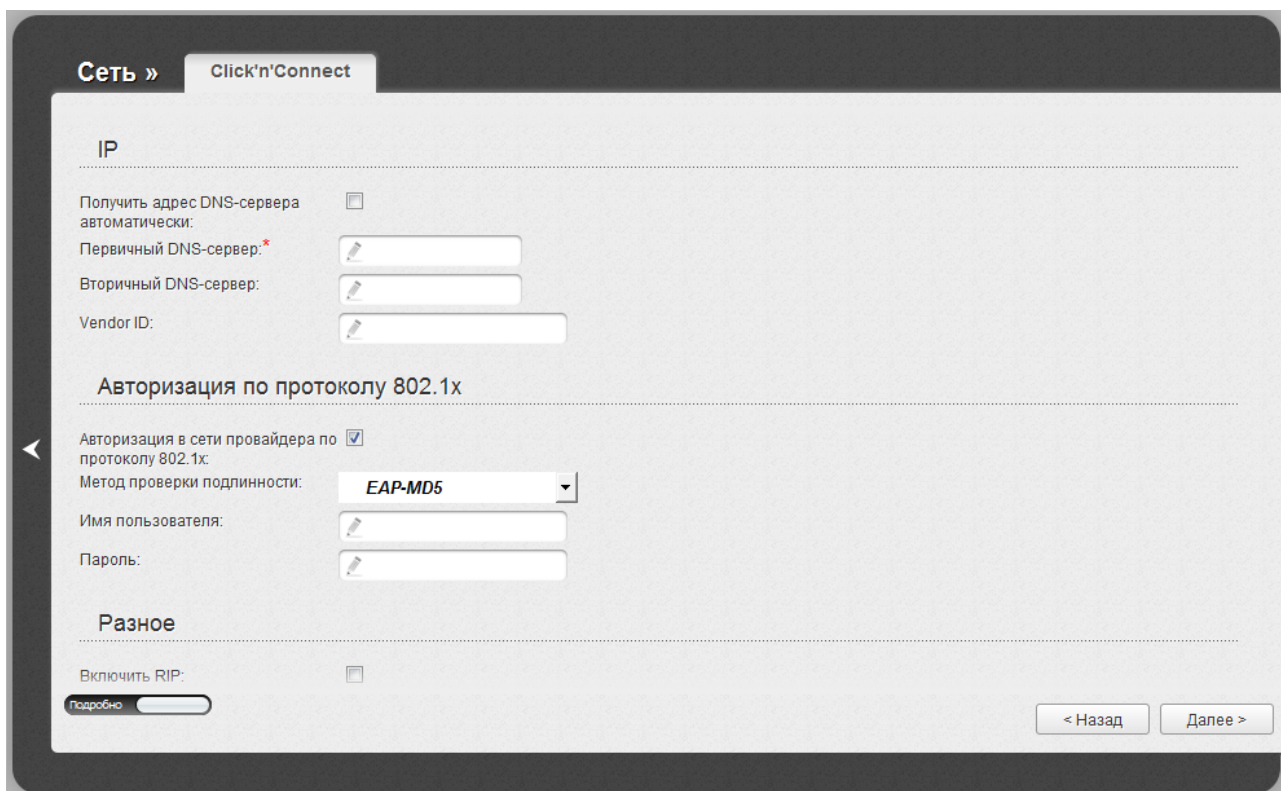 Сеть »
Click'n'Connect
IP
Получить адрес DNS-сервера
автоматически:
Первичный DNS-сервер:*
Вторичный DNS-сервер:
Vendor ID:
Авторизация по протоколу 802.1x
Авторизация в сети провайдера по
протоколу 802.1x:
Метод проверки подлинности:
EAP-MD5
Имя пользователя:
Пароль:
Разное
Включить RIP:
Подробно
< Назад
Далее >